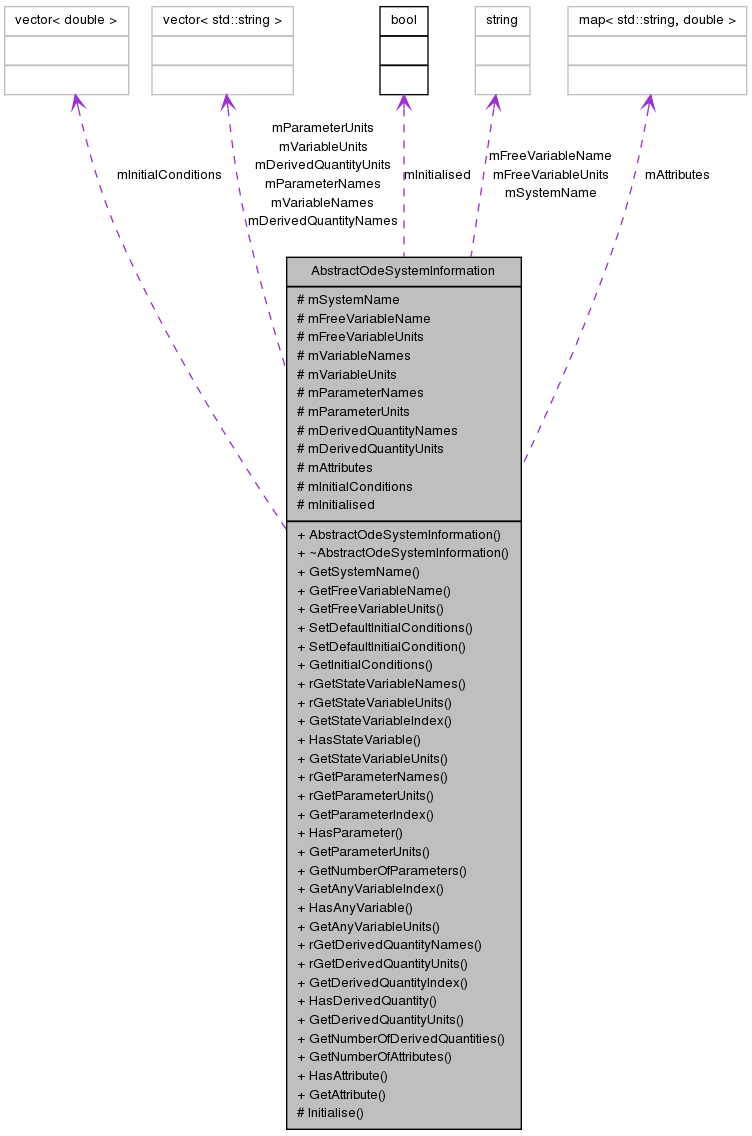 vector< double >
vector< std::string >
bool
string
map< std::string, double >
mInitialConditions
mParameterUnits
mVariableUnits
mDerivedQuantityUnits
mParameterNames
mVariableNames
mDerivedQuantityNames
mInitialised
mFreeVariableName
mFreeVariableUnits
mSystemName
mAttributes
AbstractOdeSystemInformation
# mSystemName
# mFreeVariableName
# mFreeVariableUnits
# mVariableNames
# mVariableUnits
# mParameterNames
# mParameterUnits
# mDerivedQuantityNames
# mDerivedQuantityUnits
# mAttributes
# mInitialConditions
# mInitialised
+ AbstractOdeSystemInformation()
+ ~AbstractOdeSystemInformation()
+ GetSystemName()
+ GetFreeVariableName()
+ GetFreeVariableUnits()
+ SetDefaultInitialConditions()
+ SetDefaultInitialCondition()
+ GetInitialConditions()
+ rGetStateVariableNames()
+ rGetStateVariableUnits()
+ GetStateVariableIndex()
+ HasStateVariable()
+ GetStateVariableUnits()
+ rGetParameterNames()
+ rGetParameterUnits()
+ GetParameterIndex()
+ HasParameter()
+ GetParameterUnits()
+ GetNumberOfParameters()
+ GetAnyVariableIndex()
+ HasAnyVariable()
+ GetAnyVariableUnits()
+ rGetDerivedQuantityNames()
+ rGetDerivedQuantityUnits()
+ GetDerivedQuantityIndex()
+ HasDerivedQuantity()
+ GetDerivedQuantityUnits()
+ GetNumberOfDerivedQuantities()
+ GetNumberOfAttributes()
+ HasAttribute()
+ GetAttribute()
# Initialise()